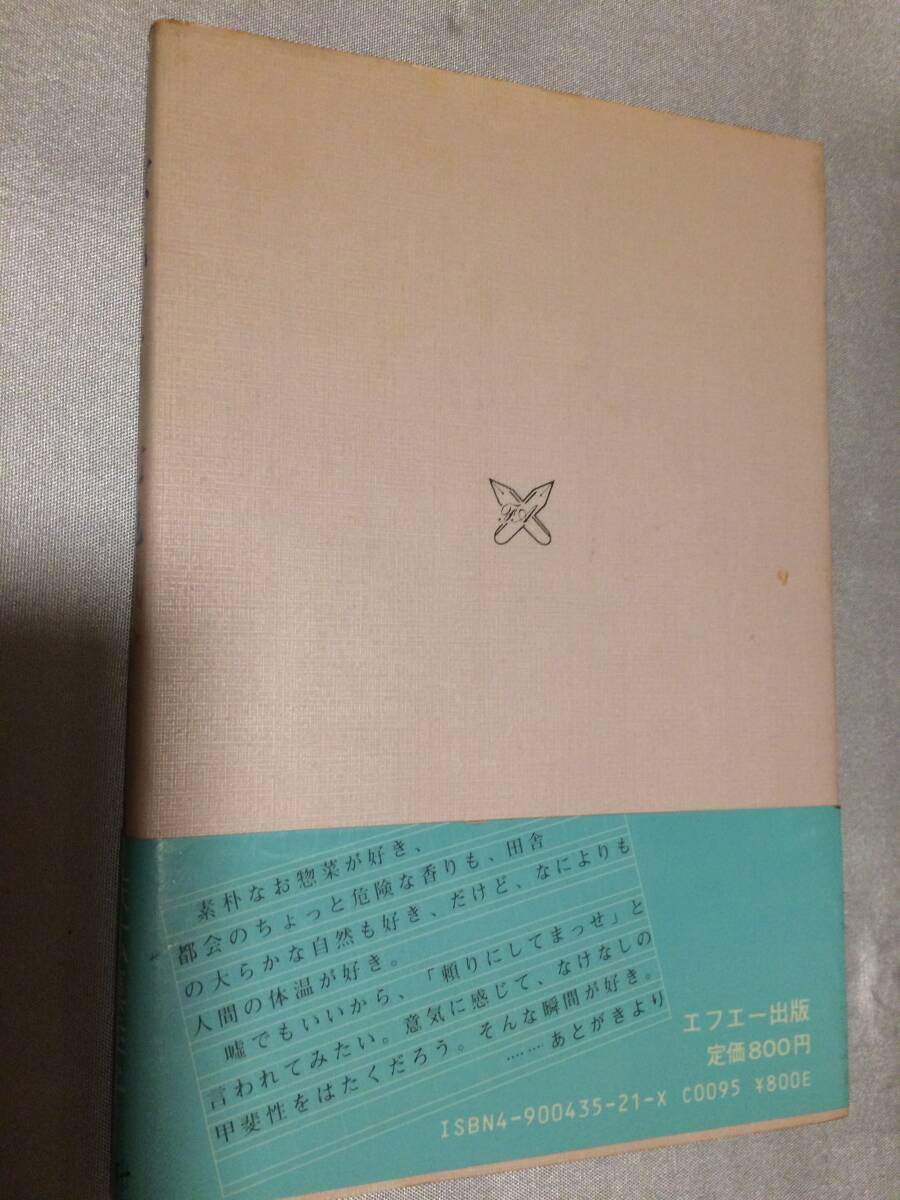 FA
素朴なお惣菜が好き、
都会のちょっと危険な香りも、田舎
の大らかな自然も好き、だけど、なによりも
人間の体温が好き。
嘘でもいいから、「頼りにしてまっせ」と
言われてみたい。意気に感じて、なけなしの
甲斐性をはたくだろう。そんな瞬間が好き。
……あとがきより
エフエー出版
定価800円
ISBN4-900435-21-X C0095 ¥800E